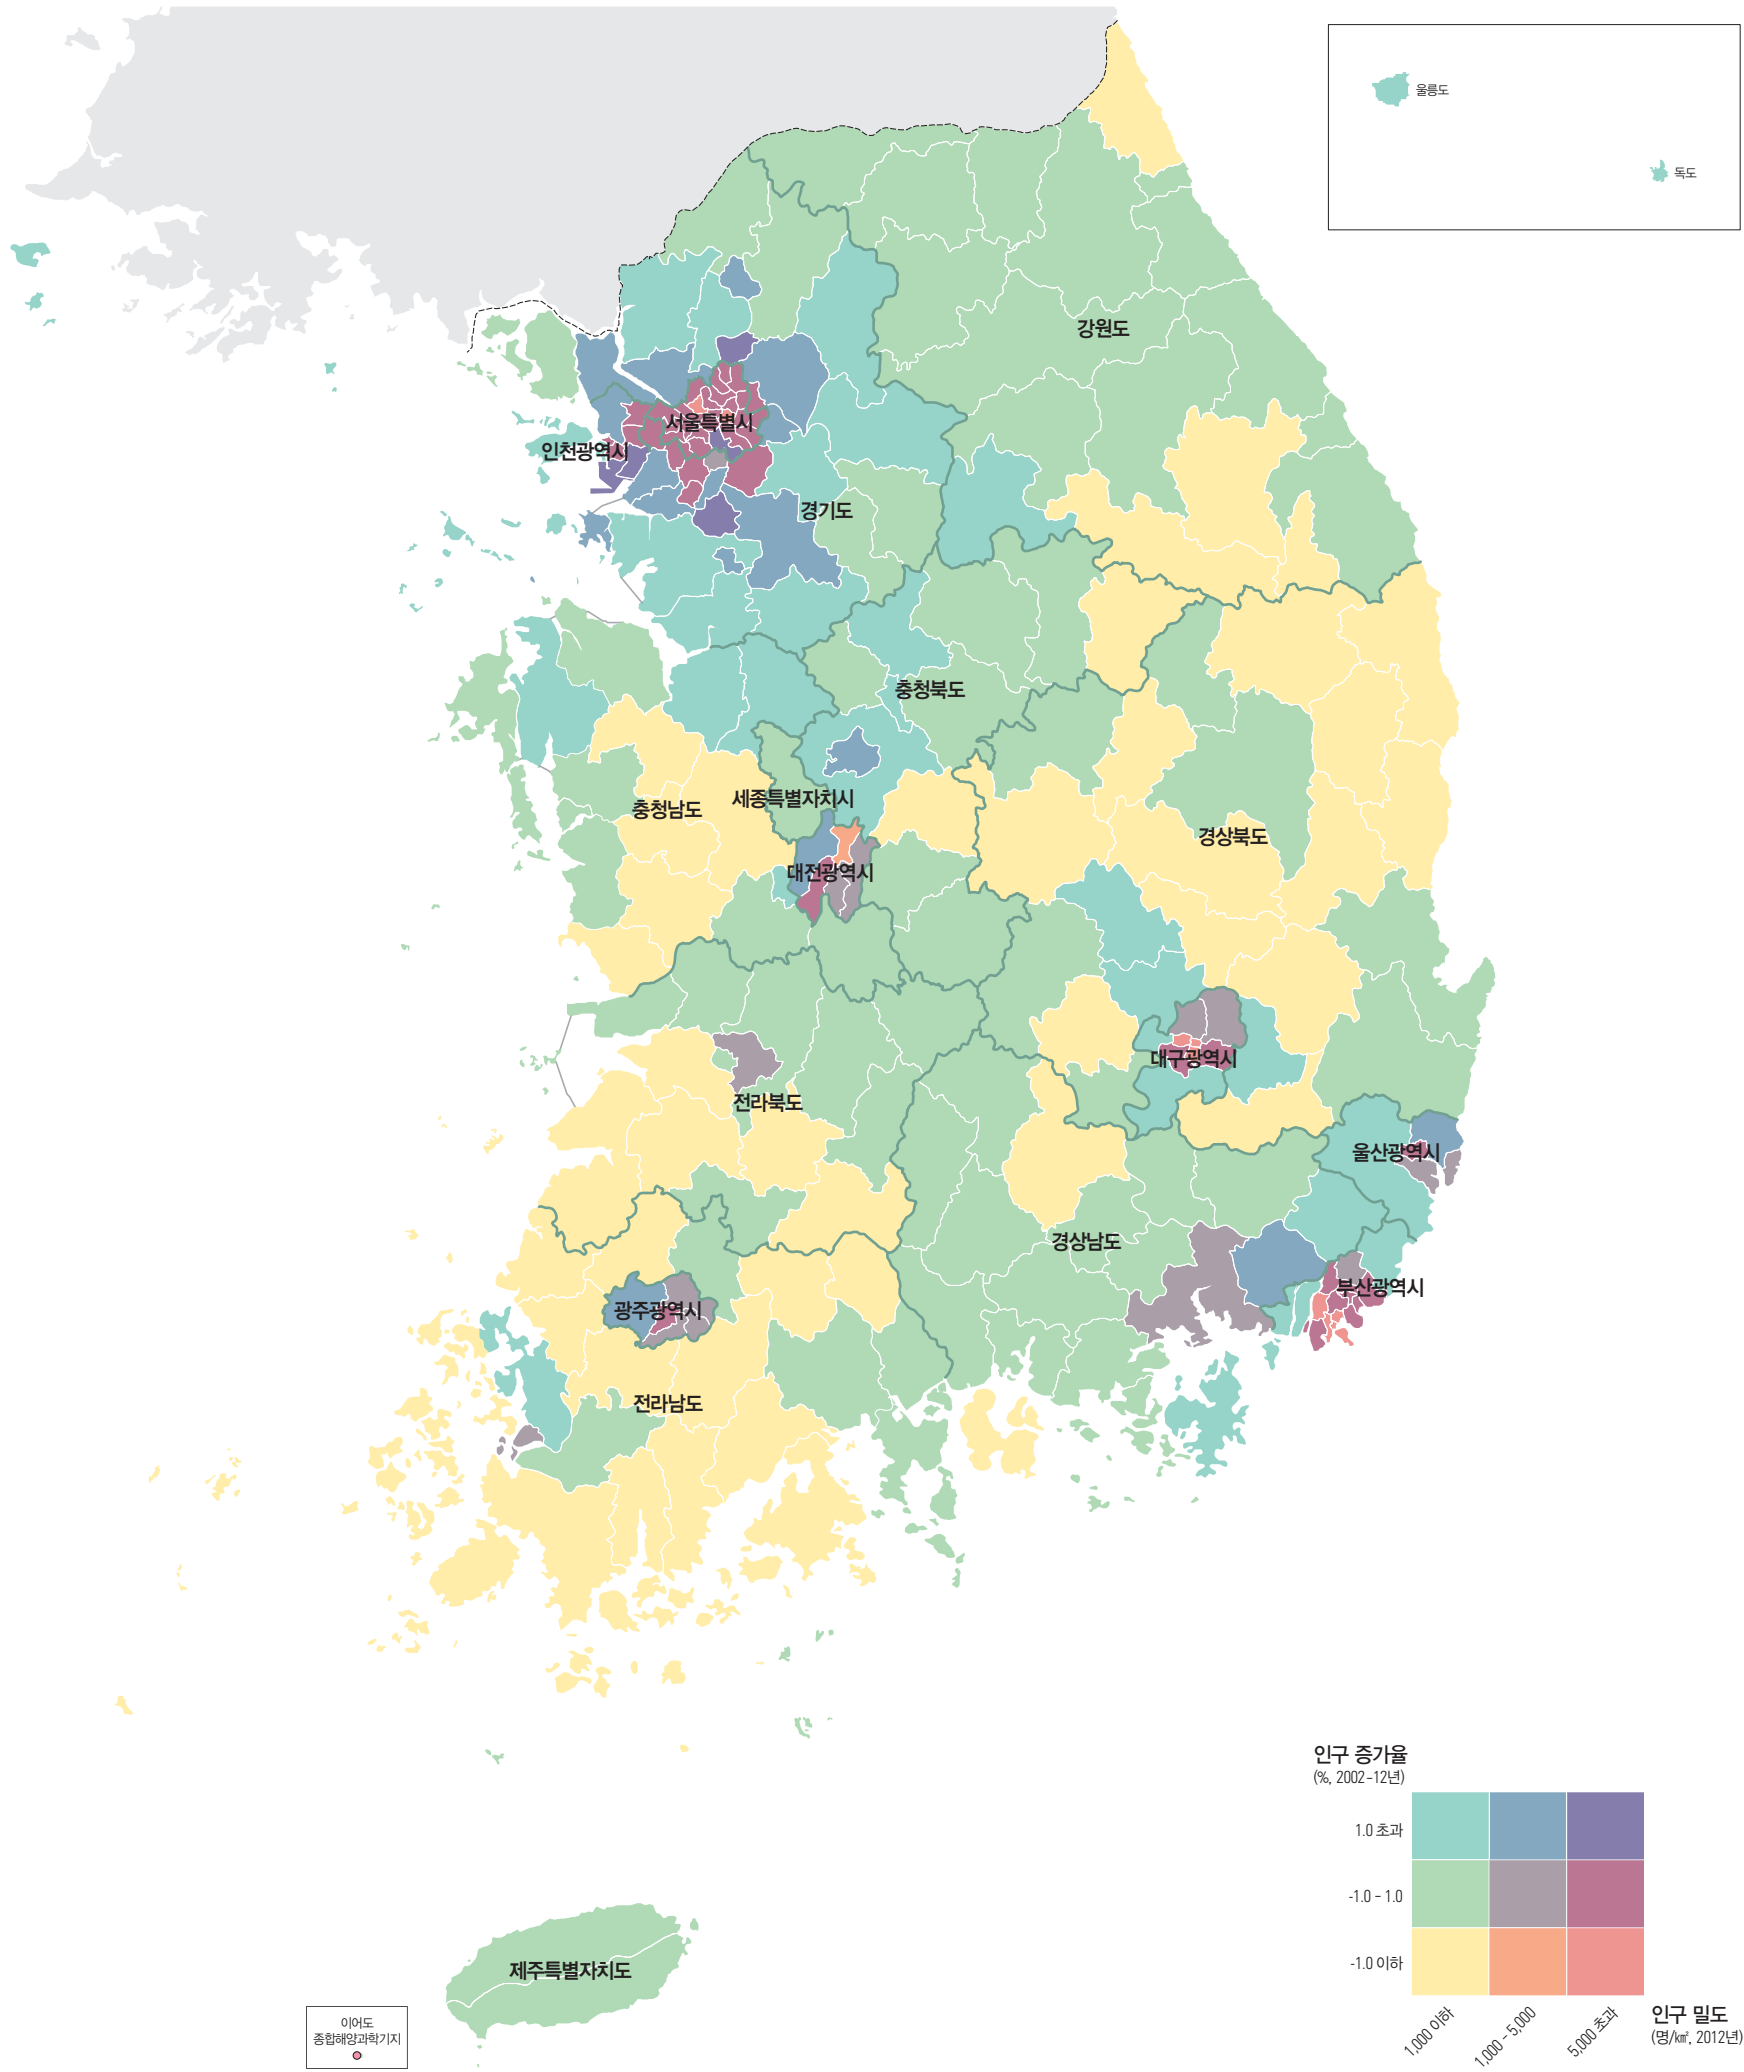 울릉도
독도
강원도
서울특별시
인천광역시
경기도
충청북도
세종특별자치시
충청남도
경상북도
대전광역시
대구광역시
전라북도
울산광역시
경상남도
부산광역시
광주광역시
전라남도
제주특별자치도
이어도
종합해양과학기지
인구 증가율
(%, 2002-12년)
1.0 초과
-1.0 - 1.0
-1.0 이하
1,000 이하
1,000 - 5,000
5,000 초과
인구 밀도
(명/㎢, 2012년)